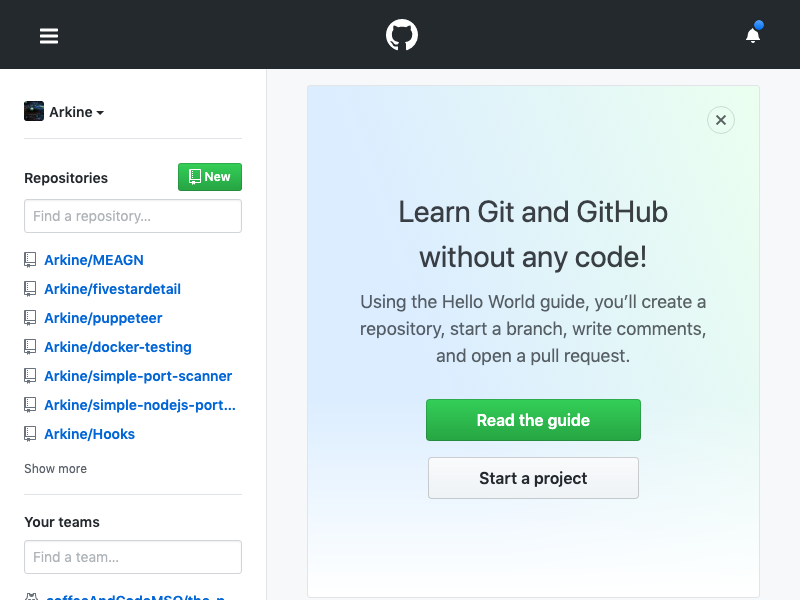 Arkine
Repositories
New
Find a repository...
Arkine/MEAGN
Arkine/fivestardetail
Arkine/puppeteer
Arkine/docker-testing
Arkine/simple-port-scanner
Arkine/simple-nodejs-port...
Arkine/Hooks
Show more
Your teams
Find a team...
Learn Git and GitHub
without any code!
Using the Hello World guide, you’ll create a
repository, start a branch, write comments,
and open a pull request.
Read the guide
Start a project